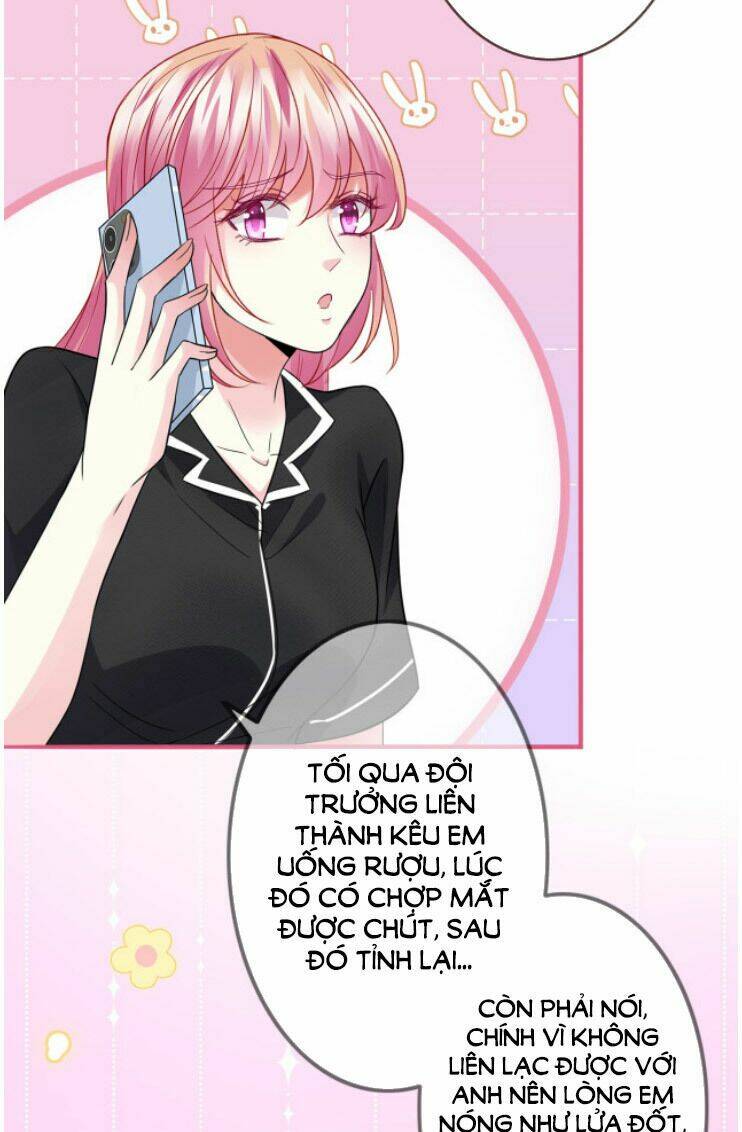 TỐI QUA ĐỘI
TRƯỞNG LIÊN
THÀNH KÊU EM
UỐNG RƯỢU, LÚC
ĐÓ CÓ CHỢP MẮT
ĐƯỢC CHÚT, SAU
ĐÓ TỈNH LẠI...
CÒN PHẢI NÓI,
CHÍNH VÌ KHÔNG
LIÊN LẠC ĐƯỢC VỚI
ANH NÊN LÒNG EM
NÓNG NHƯ LỬA ĐỐT,